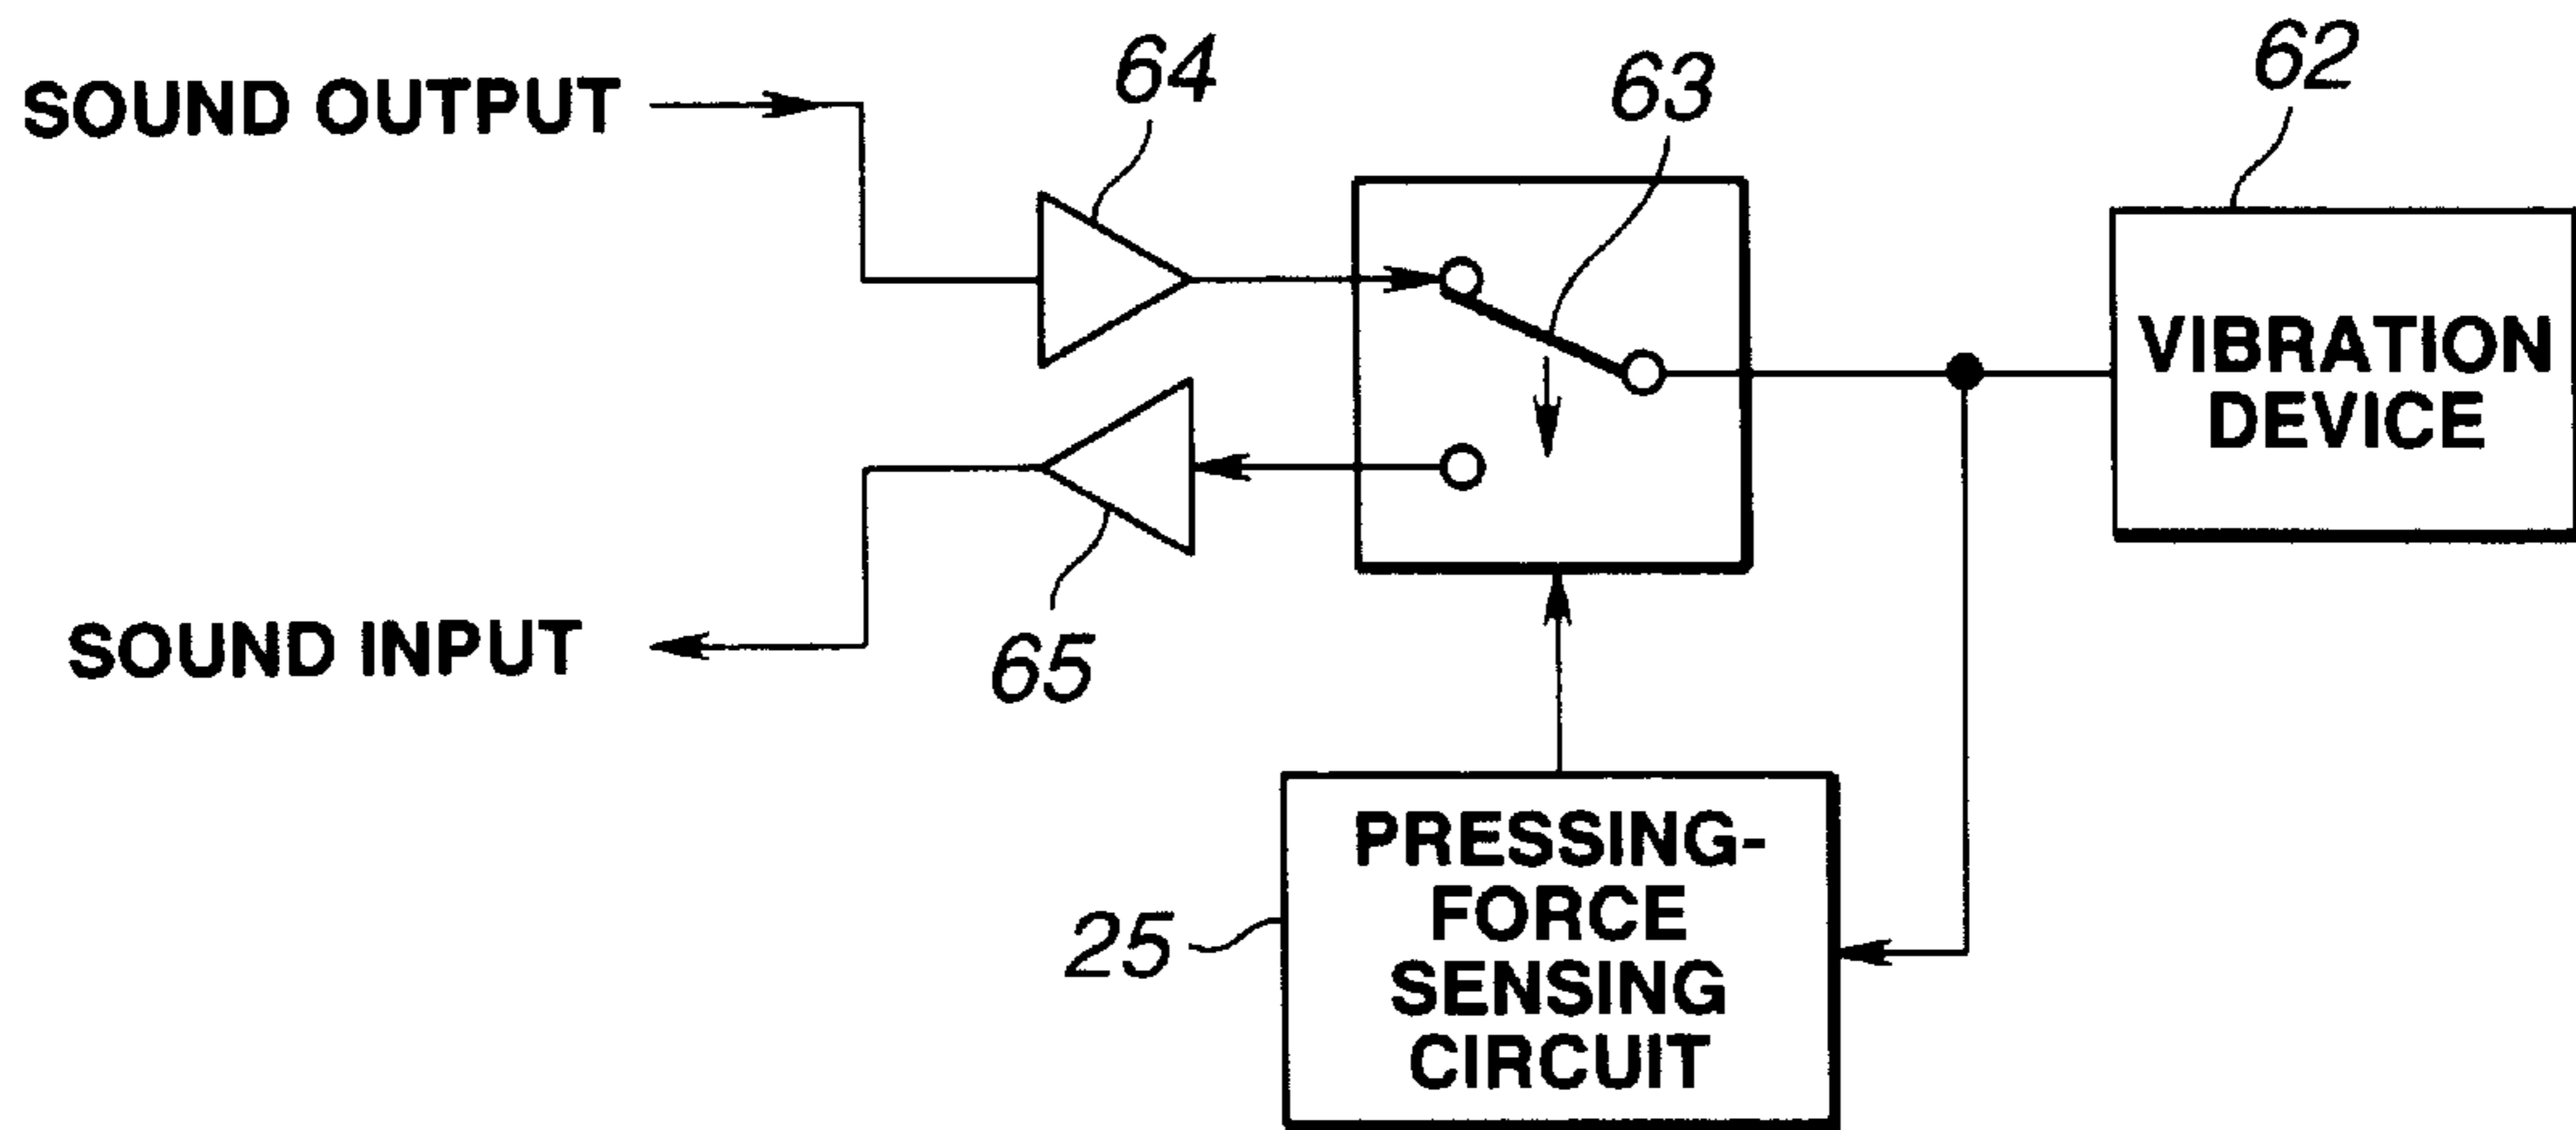 SOUND OUTPUT
64
63
62
VIBRATION
DEVICE
SOUND INPUT
65
25
PRESSING-
FORCE
SENSING
CIRCUIT